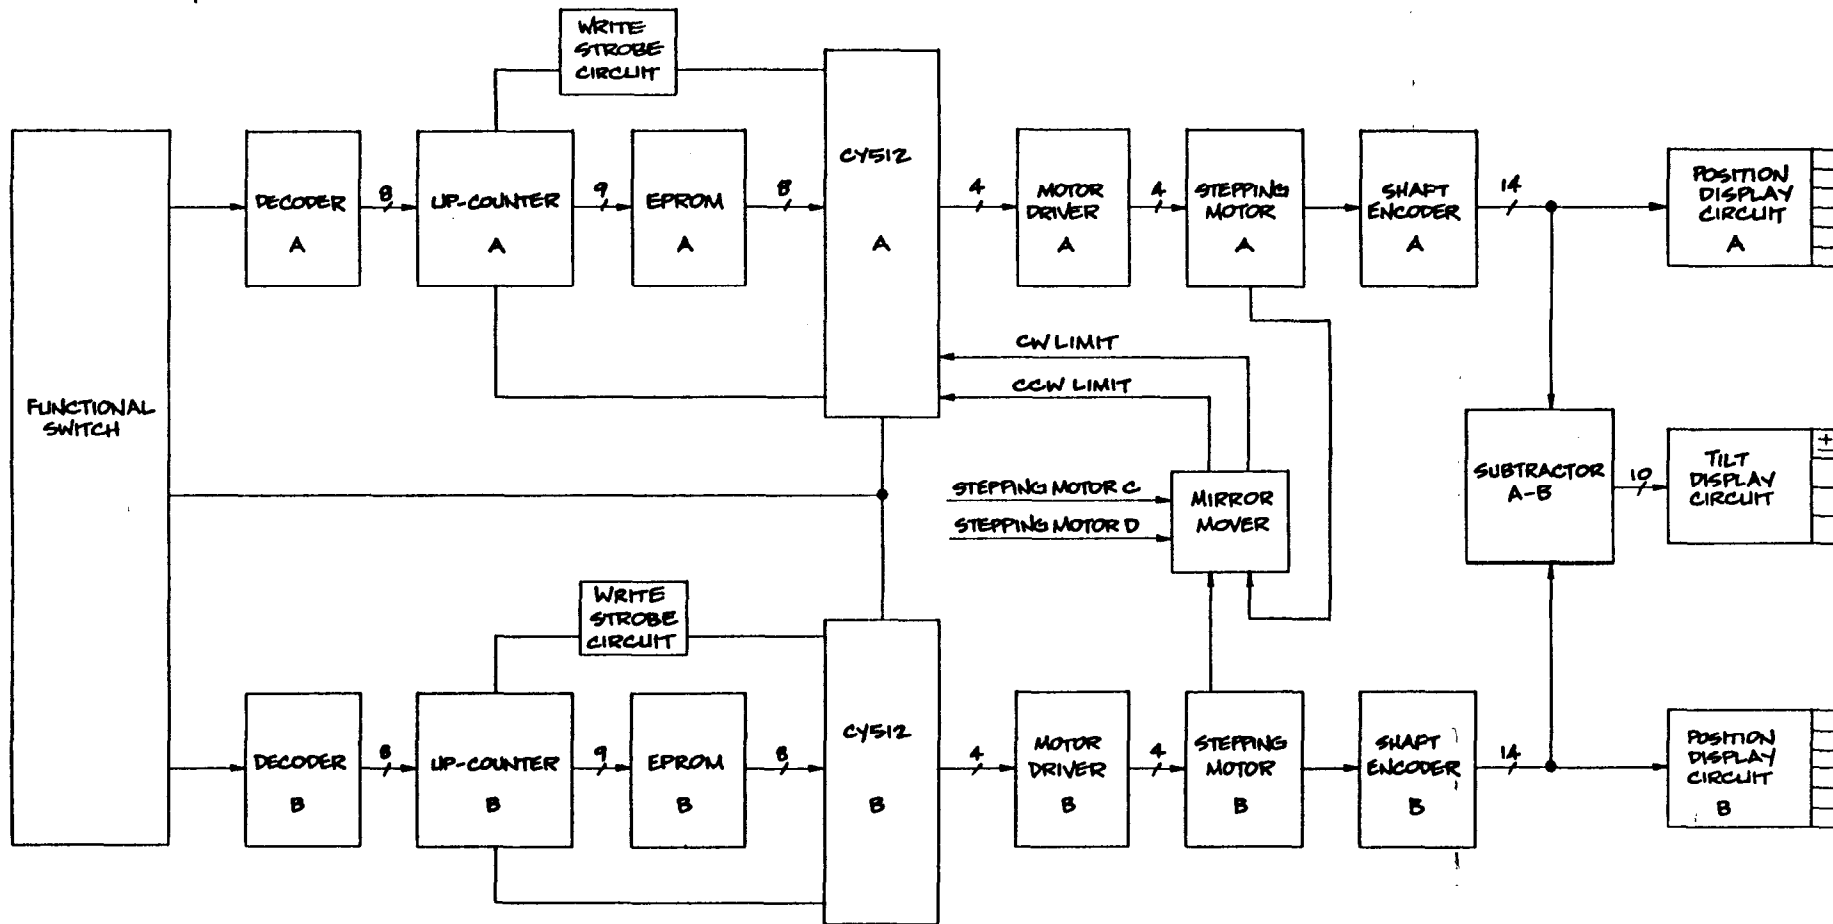 WRITE
STROBE
CIRCUIT
FUNCTIONAL
SWITCH
DECODER
A
8
UP-COUNTER
A
9
EPROM
A
8
CY512
A
4
MOTOR
DRIVER
A
4
STEPPING
MOTOR
A
SHAFT
ENCODER
A
14
POSITION
DISPLAY
CIRCUIT
A
CW LIMIT
CCW LIMIT
STEPPING MOTOR C
STEPPING MOTOR D
MIRROR
MOVER
SUBTRACTOR
A-B
10
TILT
DISPLAY
CIRCUIT
±
WRITE
STROBE
CIRCUIT
DECODER
B
8
UP-COUNTER
B
9
EPROM
B
8
CY512
B
4
MOTOR
DRIVER
B
4
STEPPING
MOTOR
B
SHAFT
ENCODER
B
14
POSITION
DISPLAY
CIRCUIT
B